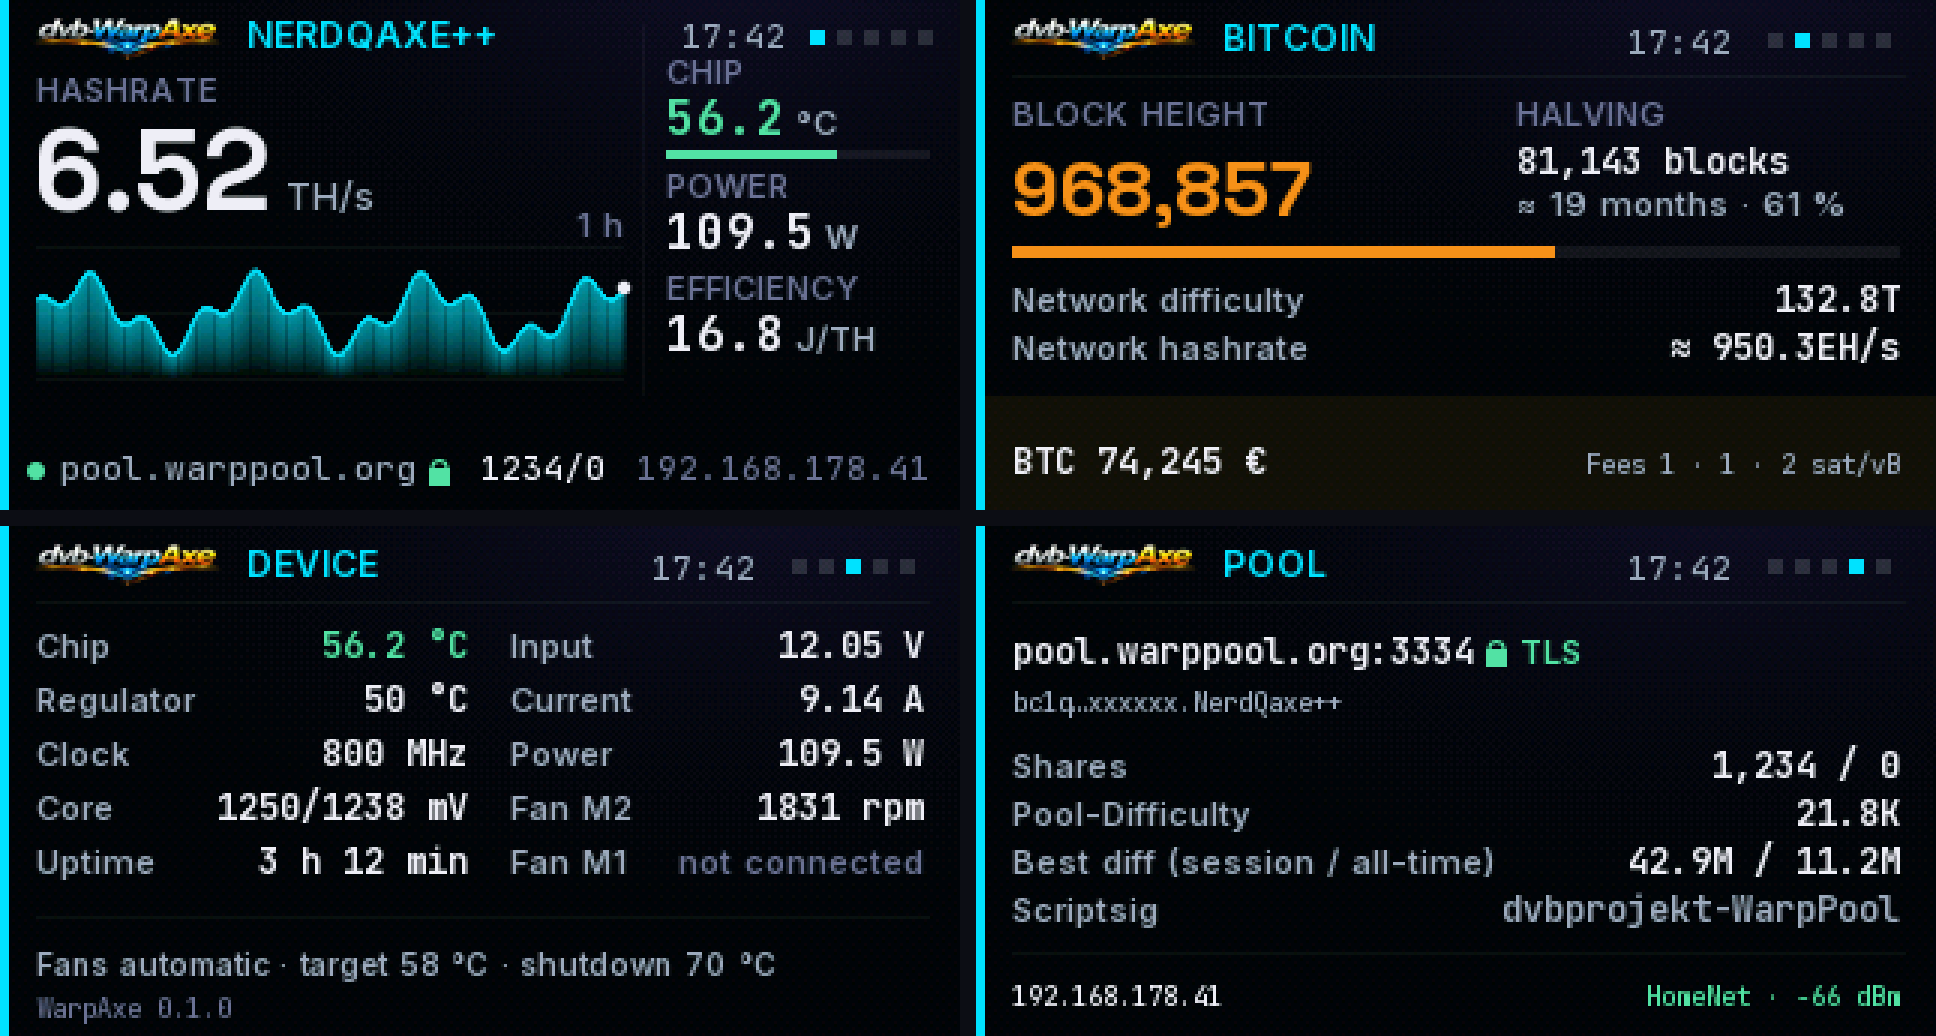 dvb-WarpAxe NERDQAXE++ 17:42
HASHRATE
6.52 TH/s
1 h
CHIP
56.2 °C
POWER
109.5 W
EFFICIENCY
16.8 J/TH
pool.warppool.org 1234/0 192.168.178.41
dvb-WarpAxe BITCOIN 17:42
BLOCK HEIGHT
968,857
HALVING
81,143 blocks
≈ 19 months · 61 %
Network difficulty 132.8T
Network hashrate ≈ 950.3EH/s
BTC 74,245 € Fees 1 · 1 · 2 sat/vB
dvb-WarpAxe DEVICE 17:42
Chip 56.2 °C Input 12.05 V
Regulator 50 °C Current 9.14 A
Clock 800 MHz Power 109.5 W
Core 1250/1238 mV Fan M2 1831 rpm
Uptime 3 h 12 min Fan M1 not connected
Fans automatic · target 58 °C · shutdown 70 °C
WarpAxe 0.1.0
dvb-WarpAxe POOL 17:42
pool.warppool.org:3334 TLS
bc1q…xxxxxx.NerdQaxe++
Shares 1,234 / 0
Pool-Difficulty 21.8K
Best diff (session / all-time) 42.9M / 11.2M
Scriptsig dvbprojekt-WarpPool
192.168.178.41 HomeNet · -66 dBm